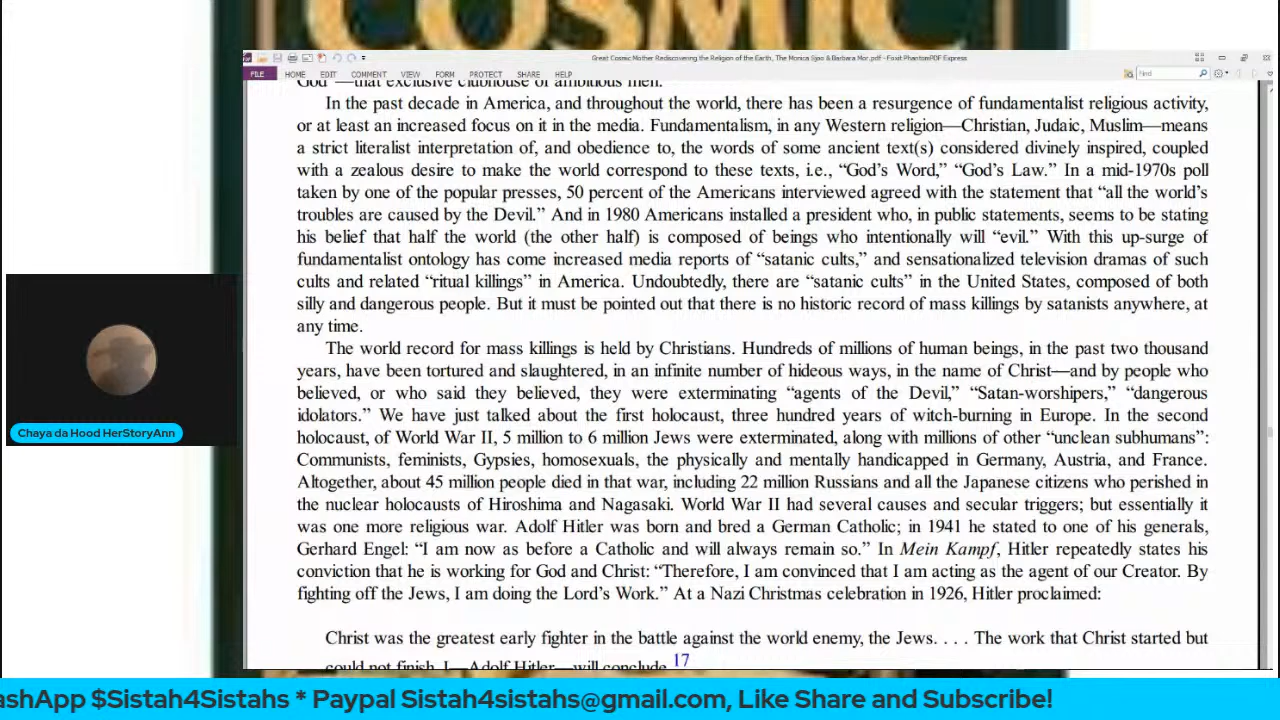 COSMIC
Great Cosmic Mother Rediscovering the Religion of the Earth, The Monica Sjoo & Barbara Mor.pdf - Foxit PhantomPDF Express
FILE HOME EDIT COMMENT VIEW FORM PROTECT SHARE HELP
Find
God”—that exclusive clubhouse of ambitious men.
In the past decade in America, and throughout the world, there has been a resurgence of fundamentalist religious activity,
or at least an increased focus on it in the media. Fundamentalism, in any Western religion—Christian, Judaic, Muslim—means
a strict literalist interpretation of, and obedience to, the words of some ancient text(s) considered divinely inspired, coupled
with a zealous desire to make the world correspond to these texts, i.e., “God’s Word,” “God’s Law.” In a mid-1970s poll
taken by one of the popular presses, 50 percent of the Americans interviewed agreed with the statement that “all the world’s
troubles are caused by the Devil.” And in 1980 Americans installed a president who, in public statements, seems to be stating
his belief that half the world (the other half) is composed of beings who intentionally will “evil.” With this up-surge of
fundamentalist ontology has come increased media reports of “satanic cults,” and sensationalized television dramas of such
cults and related “ritual killings” in America. Undoubtedly, there are “satanic cults” in the United States, composed of both
silly and dangerous people. But it must be pointed out that there is no historic record of mass killings by satanists anywhere, at
any time.
The world record for mass killings is held by Christians. Hundreds of millions of human beings, in the past two thousand
years, have been tortured and slaughtered, in an infinite number of hideous ways, in the name of Christ—and by people who
believed, or who said they believed, they were exterminating “agents of the Devil,” “Satan-worshipers,” “dangerous
idolators.” We have just talked about the first holocaust, three hundred years of witch-burning in Europe. In the second
holocaust, of World War II, 5 million to 6 million Jews were exterminated, along with millions of other “unclean subhumans”:
Communists, feminists, Gypsies, homosexuals, the physically and mentally handicapped in Germany, Austria, and France.
Altogether, about 45 million people died in that war, including 22 million Russians and all the Japanese citizens who perished in
the nuclear holocausts of Hiroshima and Nagasaki. World War II had several causes and secular triggers; but essentially it
was one more religious war. Adolf Hitler was born and bred a German Catholic; in 1941 he stated to one of his generals,
Gerhard Engel: “I am now as before a Catholic and will always remain so.” In Mein Kampf, Hitler repeatedly states his
conviction that he is working for God and Christ: “Therefore, I am convinced that I am acting as the agent of our Creator. By
fighting off the Jews, I am doing the Lord’s Work.” At a Nazi Christmas celebration in 1926, Hitler proclaimed:
Christ was the greatest early fighter in the battle against the world enemy, the Jews. . . . The work that Christ started but
could not finish, I—Adolf Hitler—will conclude. 17
Chaya da Hood HerStoryAnn
ashApp $Sistah4Sistahs * Paypal Sistah4sistahs@gmail.com, Like Share and Subscribe!